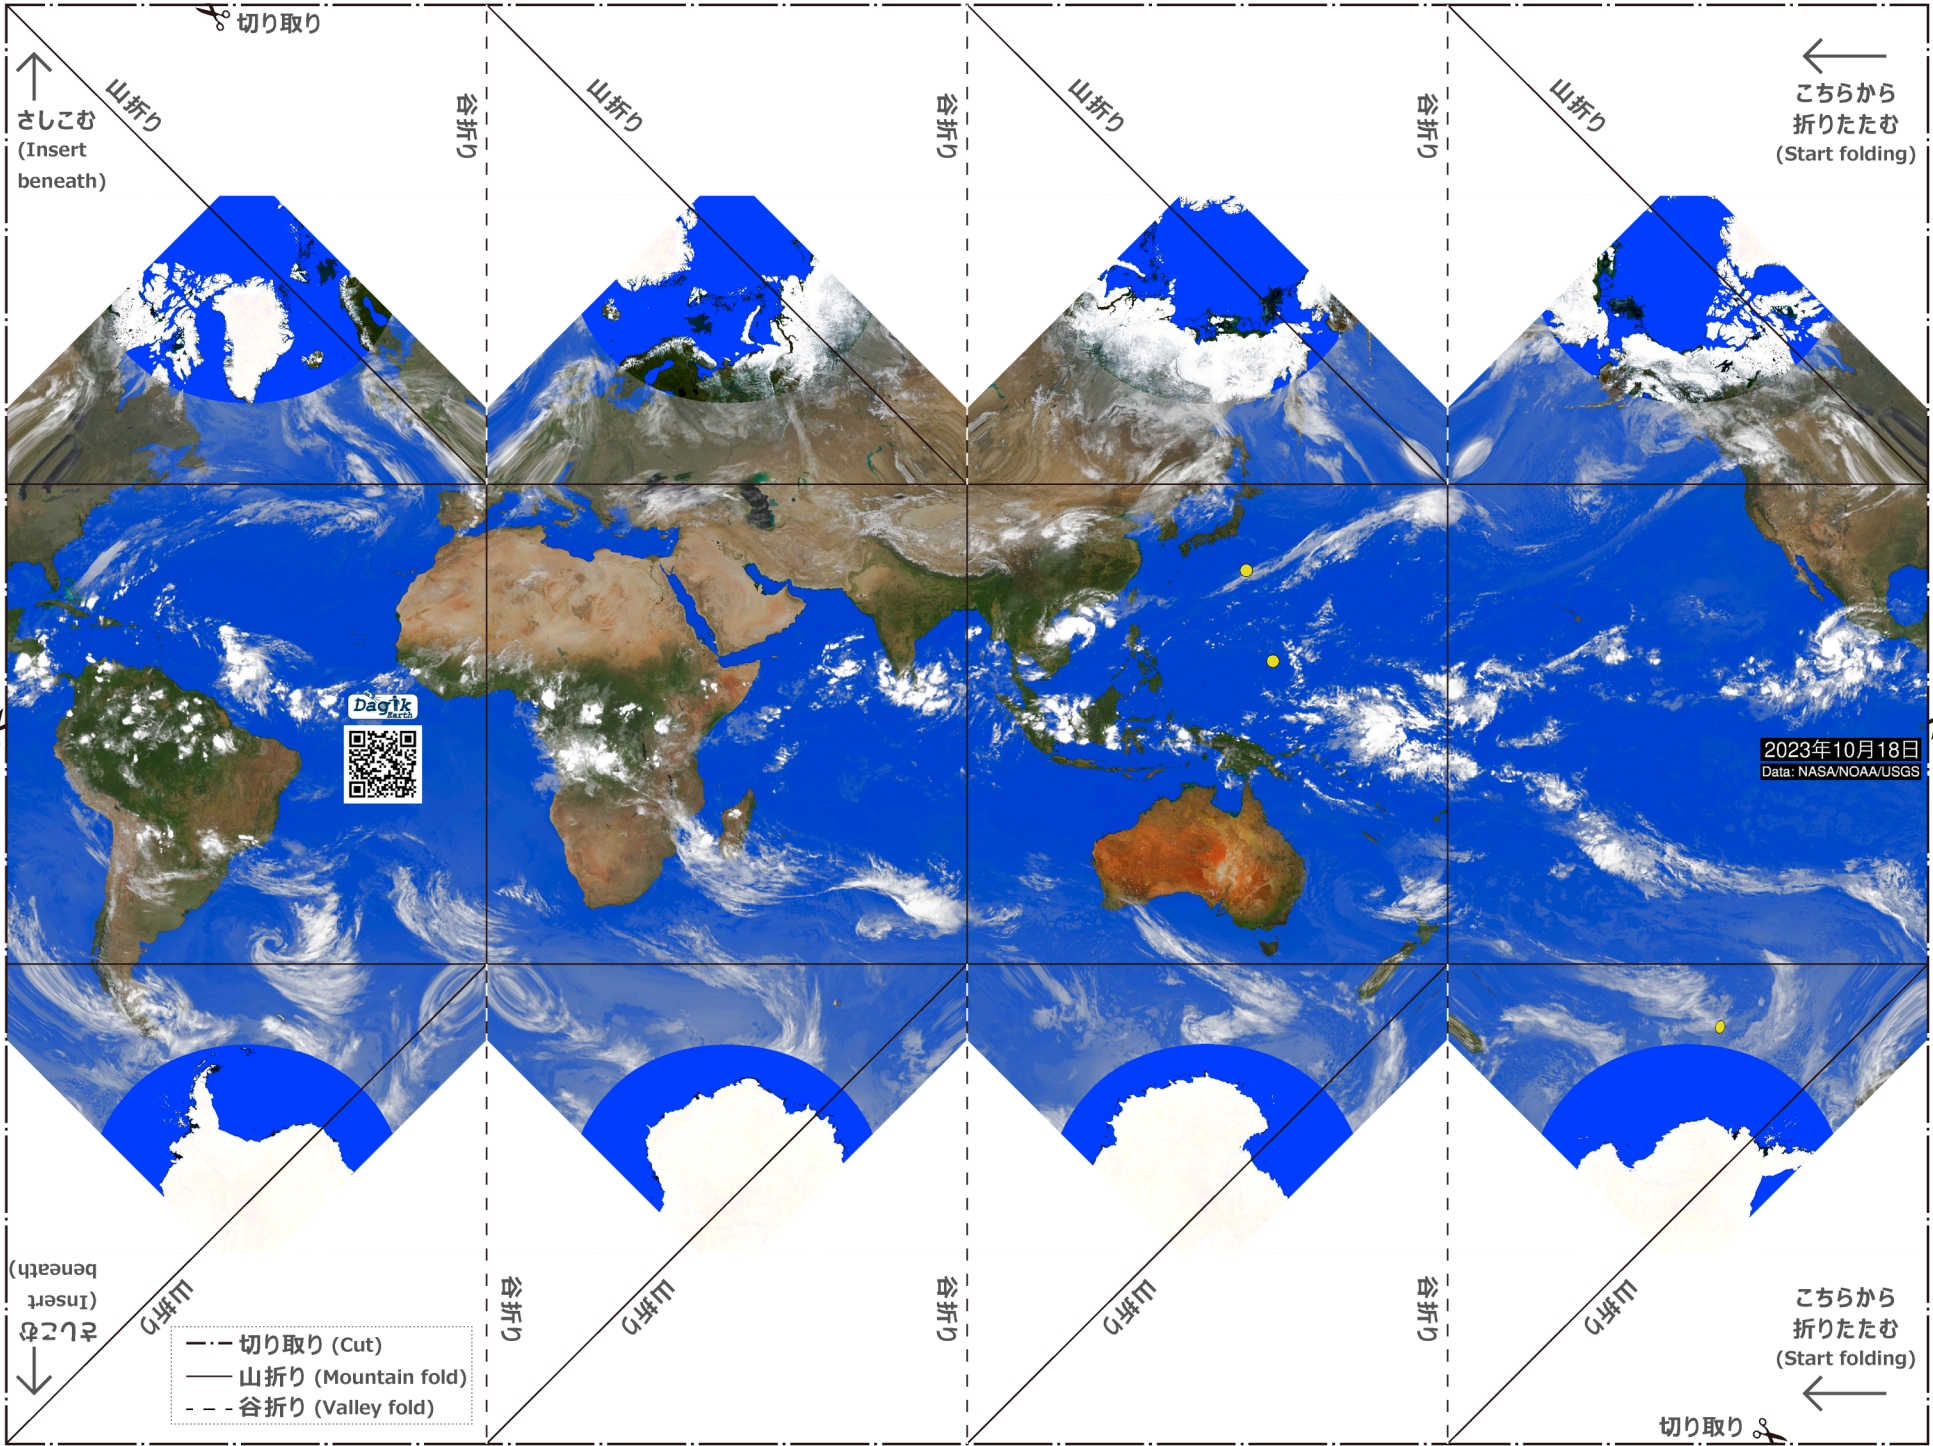 切り取り
山折り
谷折り
山折り
谷折り
山折り
谷折り
山折り
さしこむ
(Insert
beneath)
こちらから
折りたたむ
(Start folding)
Dagik
Earth
2023年10月18日
Data: NASA/NOAA/USGS
さしこむ
(Insert
beneath)
山折り
谷折り
山折り
谷折り
山折り
谷折り
山折り
こちらから
折りたたむ
(Start folding)
切り取り (Cut)
山折り (Mountain fold)
谷折り (Valley fold)
切り取り